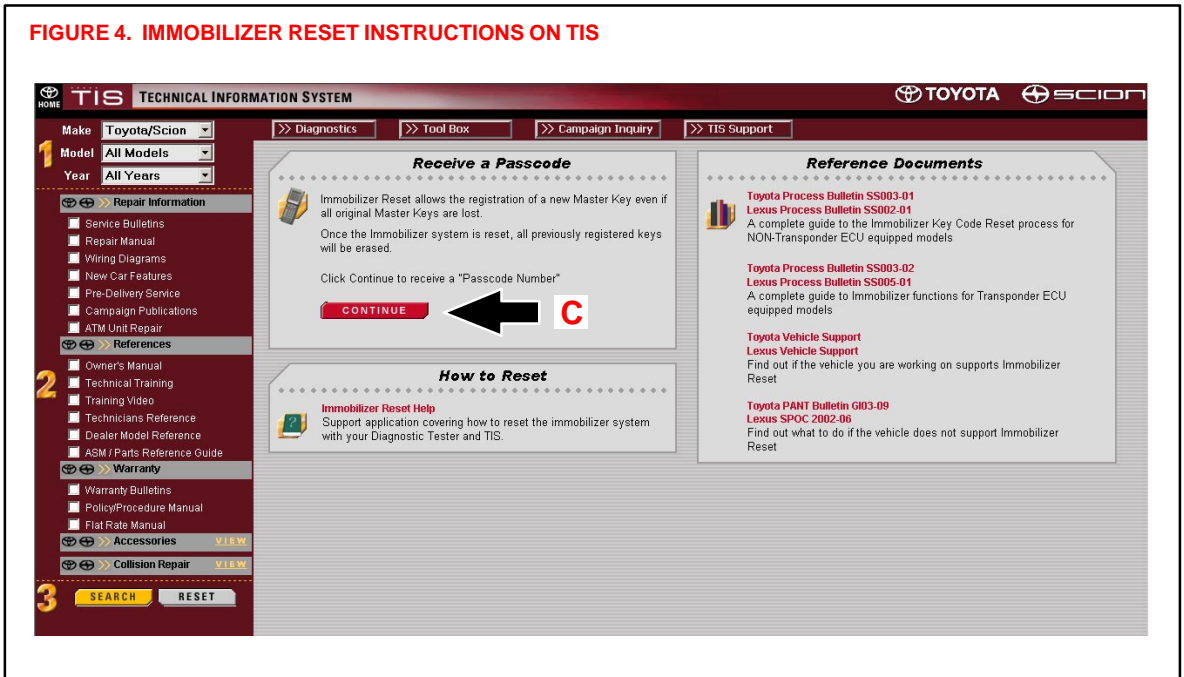 FIGURE 4. IMMOBILIZER RESET INSTRUCTIONS ON TIS
HOME TIS TECHNICAL INFORMATION SYSTEM
TOYOTA SCION
Make Toyota/Scion
1 Model All Models
Year All Years
>> Diagnostics >> Tool Box >> Campaign Inquiry >> TIS Support
>> Repair Information
Service Bulletins
Repair Manual
Wiring Diagrams
New Car Features
Pre-Delivery Service
Campaign Publications
ATM Unit Repair
>> References
2
Owner's Manual
Technical Training
Training Video
Technicians Reference
Dealer Model Reference
ASM / Parts Reference Guide
>> Warranty
Warranty Bulletins
Policy/Procedure Manual
Flat Rate Manual
>> Accessories VIEW
>> Collision Repair VIEW
3 SEARCH RESET
Receive a Passcode
Immobilizer Reset allows the registration of a new Master Key even if
all original Master Keys are lost.
Once the Immobilizer system is reset, all previously registered keys
will be erased.
Click Continue to receive a "Passcode Number"
CONTINUE C
How to Reset
?
Immobilizer Reset Help
Support application covering how to reset the immobilizer system
with your Diagnostic Tester and TIS.
Reference Documents
Toyota Process Bulletin SS003-01
Lexus Process Bulletin SS002-01
A complete guide to the Immobilizer Key Code Reset process for
NON-Transponder ECU equipped models
Toyota Process Bulletin SS003-02
Lexus Process Bulletin SS005-01
A complete guide to Immobilizer functions for Transponder ECU
equipped models
Toyota Vehicle Support
Lexus Vehicle Support
Find out if the vehicle you are working on supports Immobilizer
Reset
Toyota PANT Bulletin GI03-09
Lexus SPOC 2002-06
Find out what to do if the vehicle does not support Immobilizer
Reset